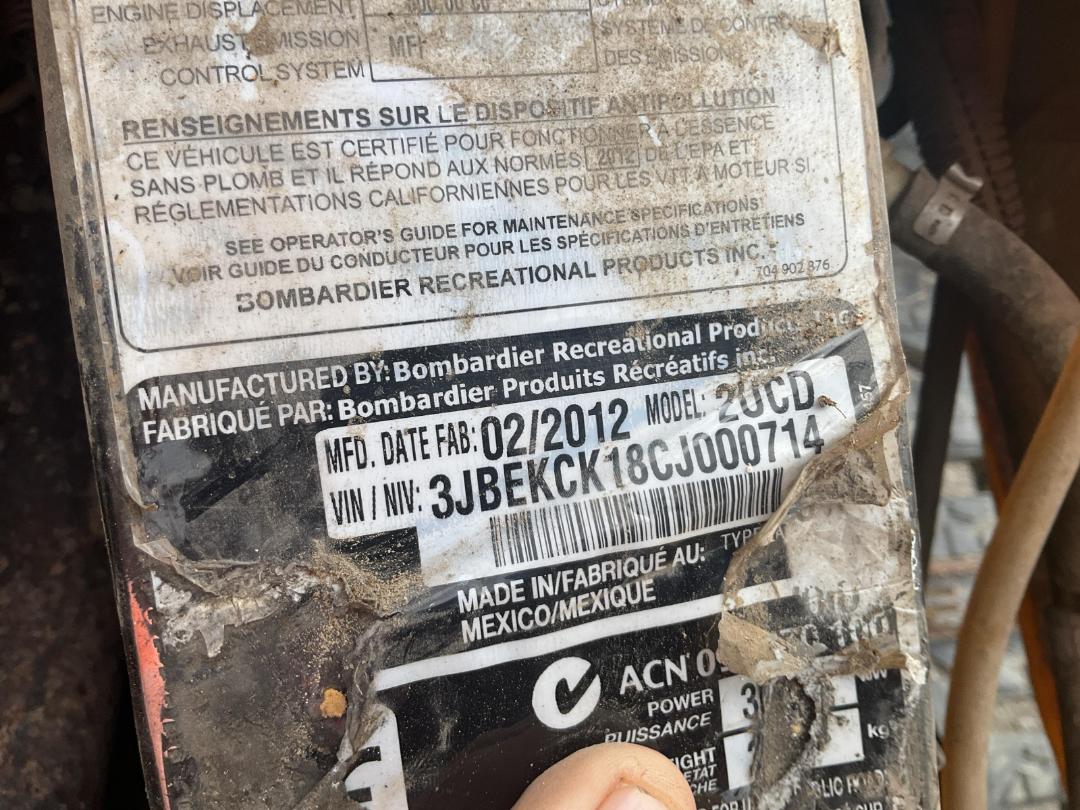 ENGINE DISPLACEMENT
EXHAUST EMISSION
MFI
SYSTÈME DE CONTRÔLE
CONTROL SYSTEM
DES ÉMISSIONS
RENSEIGNEMENTS SUR LE DISPOSITIF ANTIPOLLUTION
CE VÉHICULE EST CERTIFIÉ POUR FONCTIONNER À L'ESSENCE
SANS PLOMB ET IL RÉPOND AUX NORMES 2012 DE L'EPA ET
RÉGLEMENTATIONS CALIFORNIENNES POUR LES VTT À MOTEUR SI.
SEE OPERATOR'S GUIDE FOR MAINTENANCE SPECIFICATIONS
VOIR GUIDE DU CONDUCTEUR POUR LES SPÉCIFICATIONS D'ENTRETIENS
BOMBARDIER RECREATIONAL PRODUCTS INC.
704 902 876
MANUFACTURED BY: Bombardier Recreational Products Inc.
FABRIQUÉ PAR: Bombardier Produits Récréatifs inc.
MFD. DATE FAB: 02/2012 MODEL: 2UCD
VIN / NIV: 3JBEKCK18CJ000714
MADE IN/FABRIQUÉ AU: TYPE:
MEXICO/MEXIQUE
ACN 0
POWER
PUISSANCE
kg